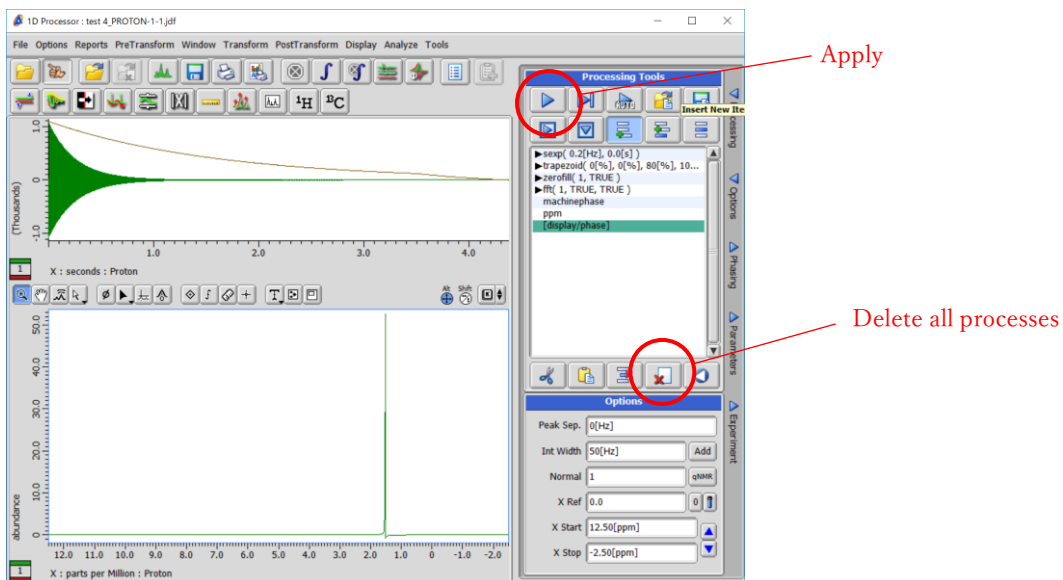 1D Processor : test 4_PROTON-1-1.jdf
File Options Reports PreTransform Window Transform PostTransform Display Analyze Tools
Apply
Processing Tools
¹H ¹³C
Insert New Ite
sexp( 0.2[Hz], 0.0[s] )
trapezoid( 0[%], 0[%], 80[%], 10...
zerofill( 1, TRUE )
fft( 1, TRUE, TRUE )
machinephase
ppm
[display/phase]
Options
Phasing
Parameters
Experiment
(Thousands)
1.0
0
-1.0
1.0 2.0 3.0 4.0
1
X : seconds : Proton
Alt Shift
Delete all processes
abundance
50.0
40.0
30.0
20.0
10.0
0
12.0 11.0 10.0 9.0 8.0 7.0 6.0 5.0 4.0 3.0 2.0 1.0 0 -1.0 -2.0
1
X : parts per Million : Proton
Options
Peak Sep. 0[Hz]
Int Width 50[Hz] Add
Normal 1 qNMR
X Ref 0.0 0
X Start 12.50[ppm]
X Stop -2.50[ppm]